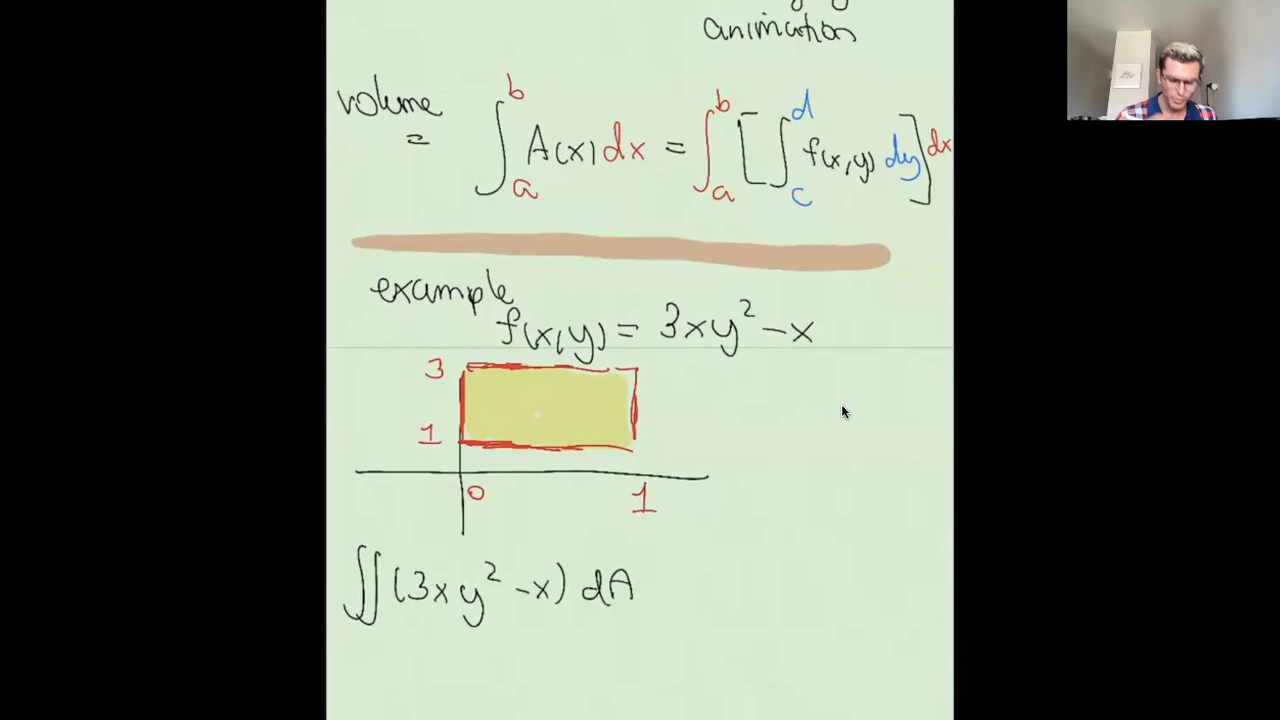 animation
volume = ∫_a^b A(x) dx = ∫_a^b [∫_c^d f(x,y) dy] dx
example
f(x,y) = 3xy² - x
3
1
0 1
∬(3xy² - x) dA